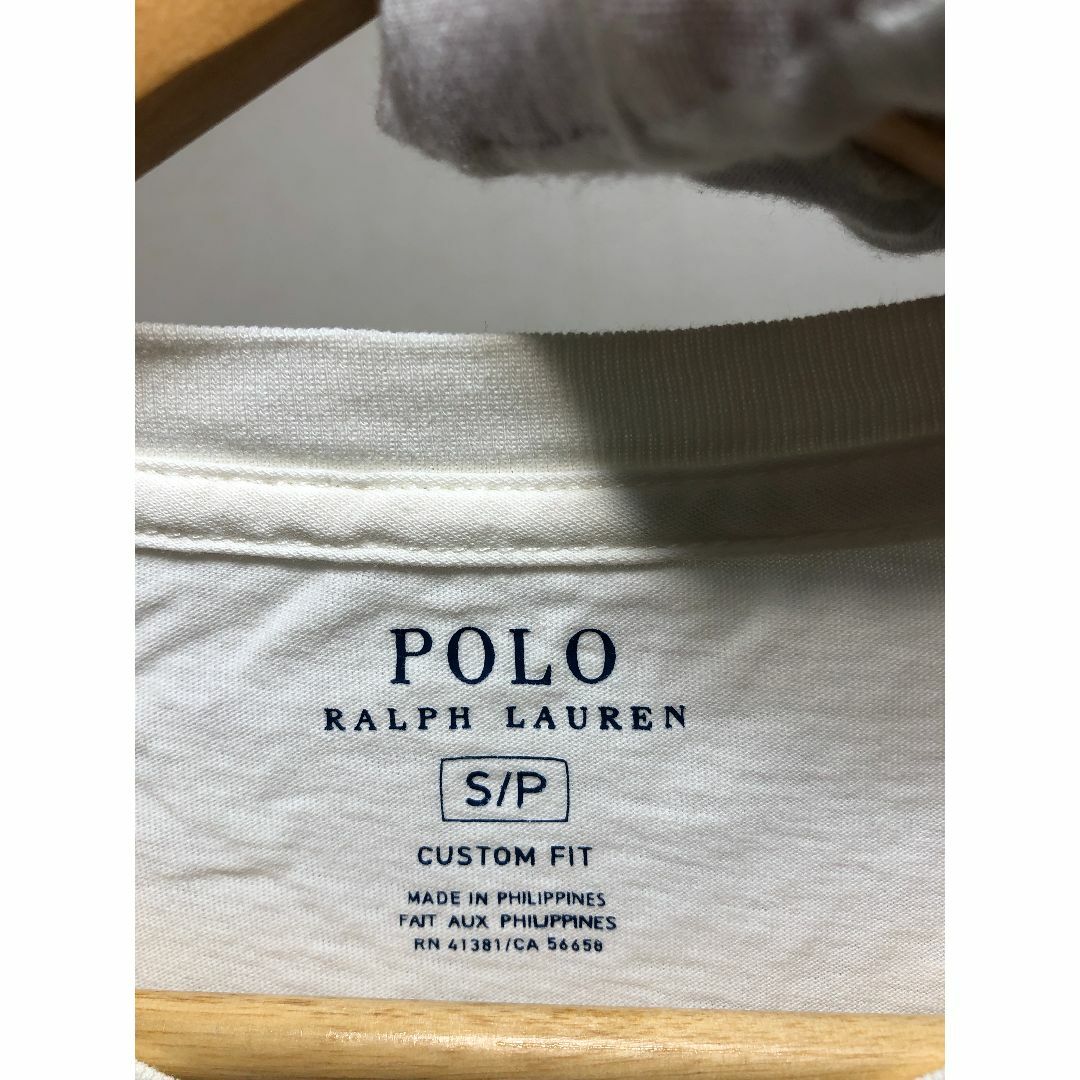 POLO
RALPH LAUREN
S/P
CUSTOM FIT
MADE IN PHILIPPINES
FAIT AUX PHILIPPINES
RN 41381/CA 56658